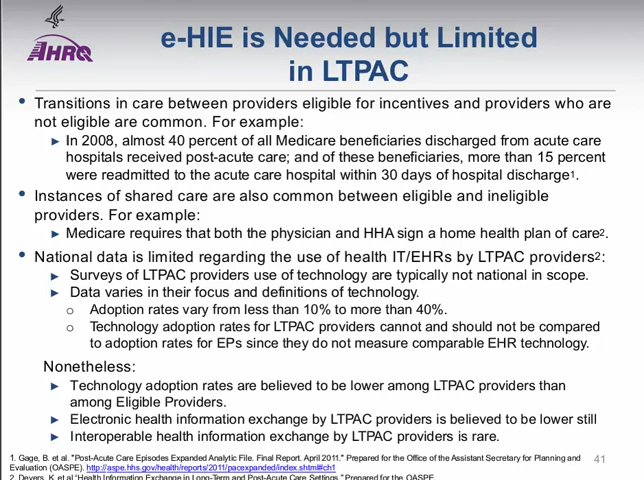 AHRQ
e-HIE is Needed but Limited
in LTPAC
• Transitions in care between providers eligible for incentives and providers who are
not eligible are common. For example:
► In 2008, almost 40 percent of all Medicare beneficiaries discharged from acute care
hospitals received post-acute care; and of these beneficiaries, more than 15 percent
were readmitted to the acute care hospital within 30 days of hospital discharge1.
• Instances of shared care are also common between eligible and ineligible
providers. For example:
► Medicare requires that both the physician and HHA sign a home health plan of care2.
• National data is limited regarding the use of health IT/EHRs by LTPAC providers2:
► Surveys of LTPAC providers use of technology are typically not national in scope.
► Data varies in their focus and definitions of technology.
o Adoption rates vary from less than 10% to more than 40%.
o Technology adoption rates for LTPAC providers cannot and should not be compared
to adoption rates for EPs since they do not measure comparable EHR technology.
Nonetheless:
► Technology adoption rates are believed to be lower among LTPAC providers than
among Eligible Providers.
► Electronic health information exchange by LTPAC providers is believed to be lower still
► Interoperable health information exchange by LTPAC providers is rare.
1. Gage, B. et al. "Post-Acute Care Episodes Expanded Analytic File. Final Report. April 2011." Prepared for the Office of the Assistant Secretary for Planning and
Evaluation (OASPE). http://aspe.hhs.gov/health/reports/2011/pacexpanded/index.shtml#ch1
41
2. Devers, K. et al "Health Information Exchange in Long-Term and Post-Acute Care Settings." Prepared for the OASPE